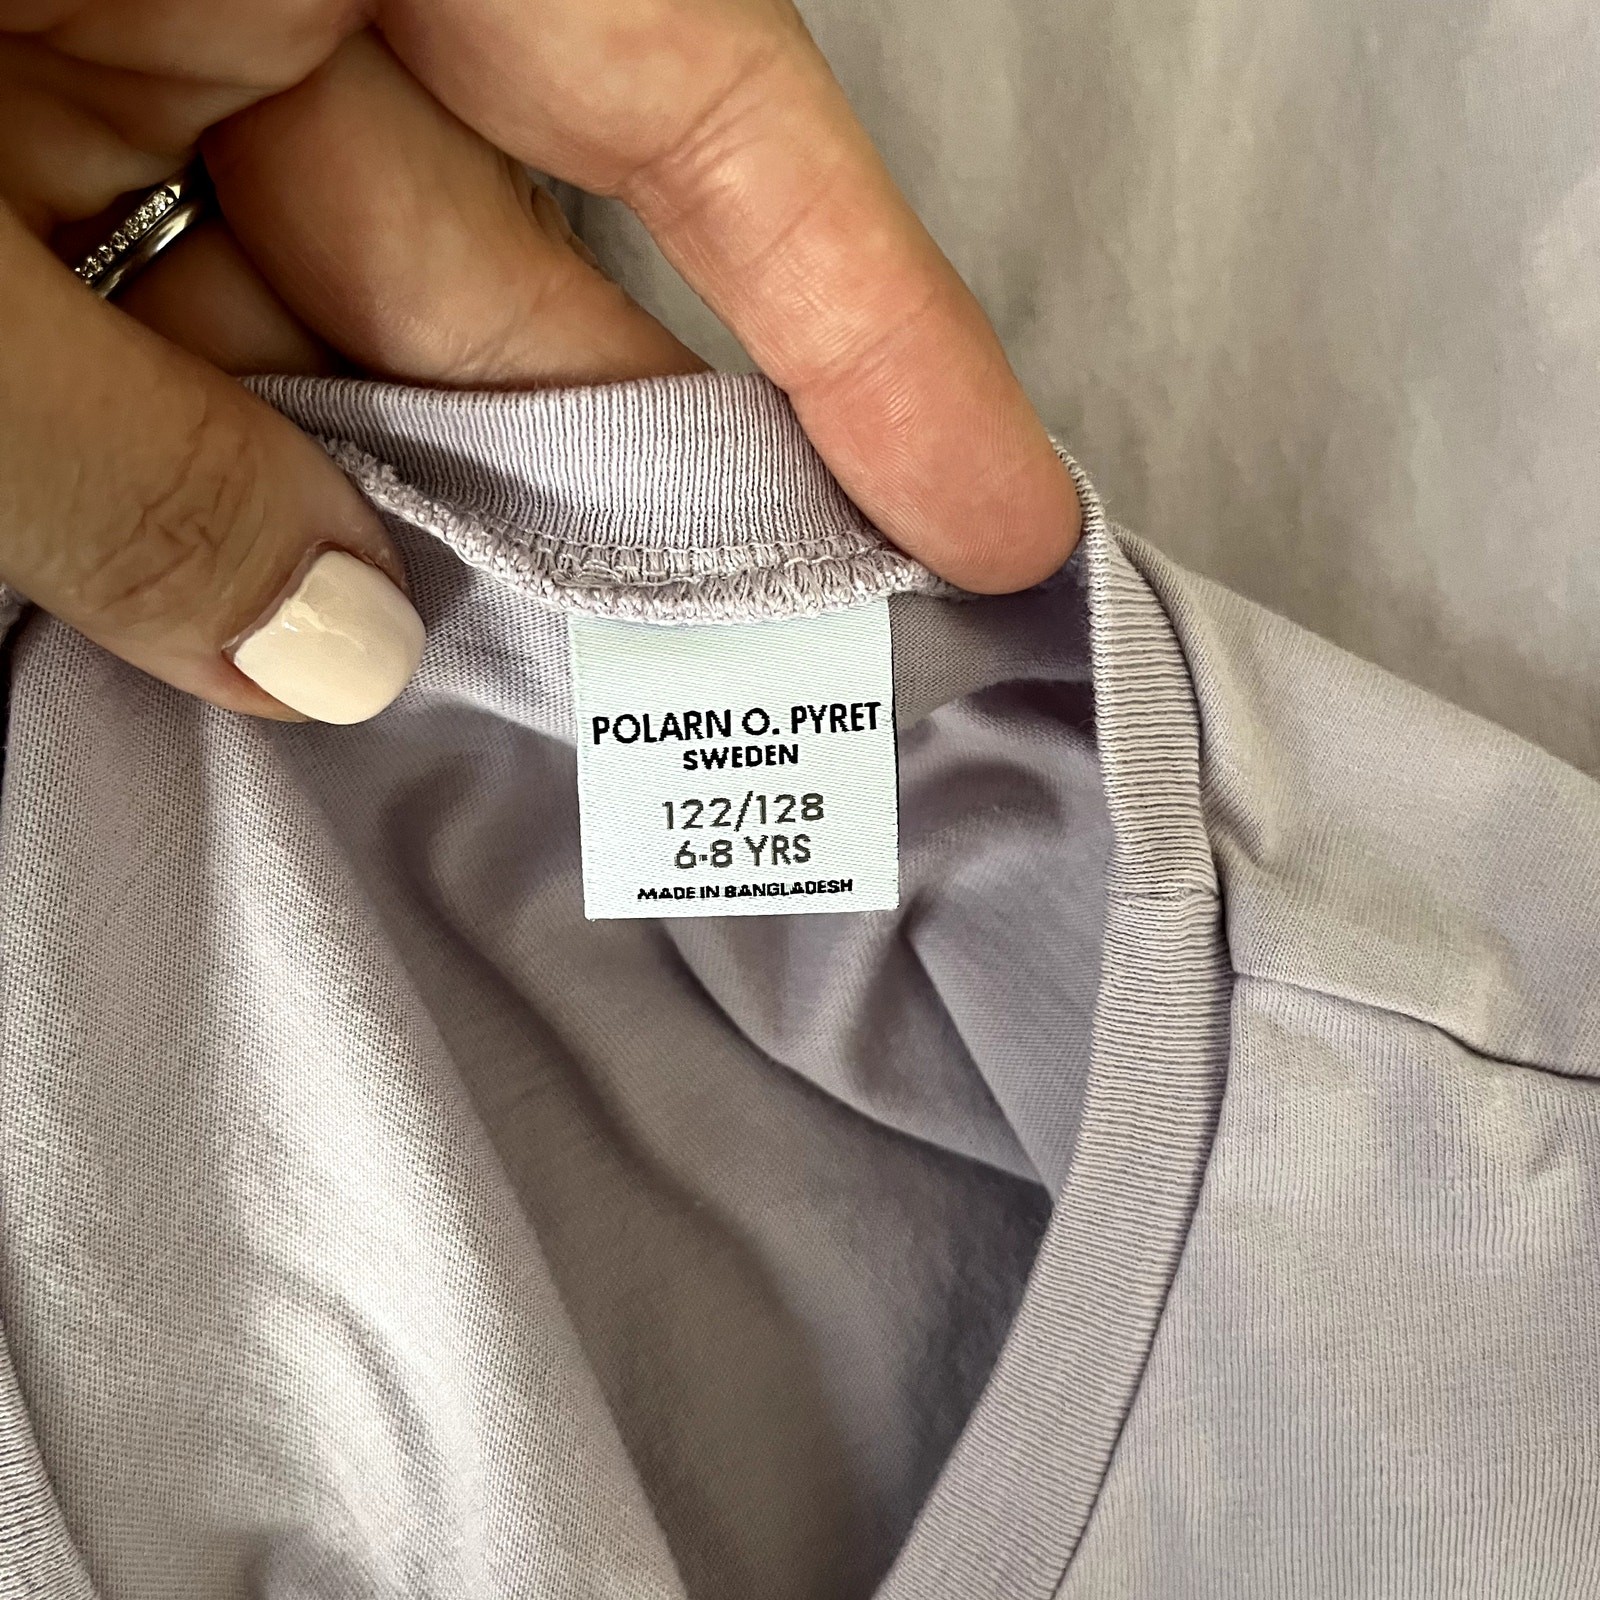 POLARN O. PYRET
SWEDEN
122/128
6-8 YRS
MADE IN BANGLADESH